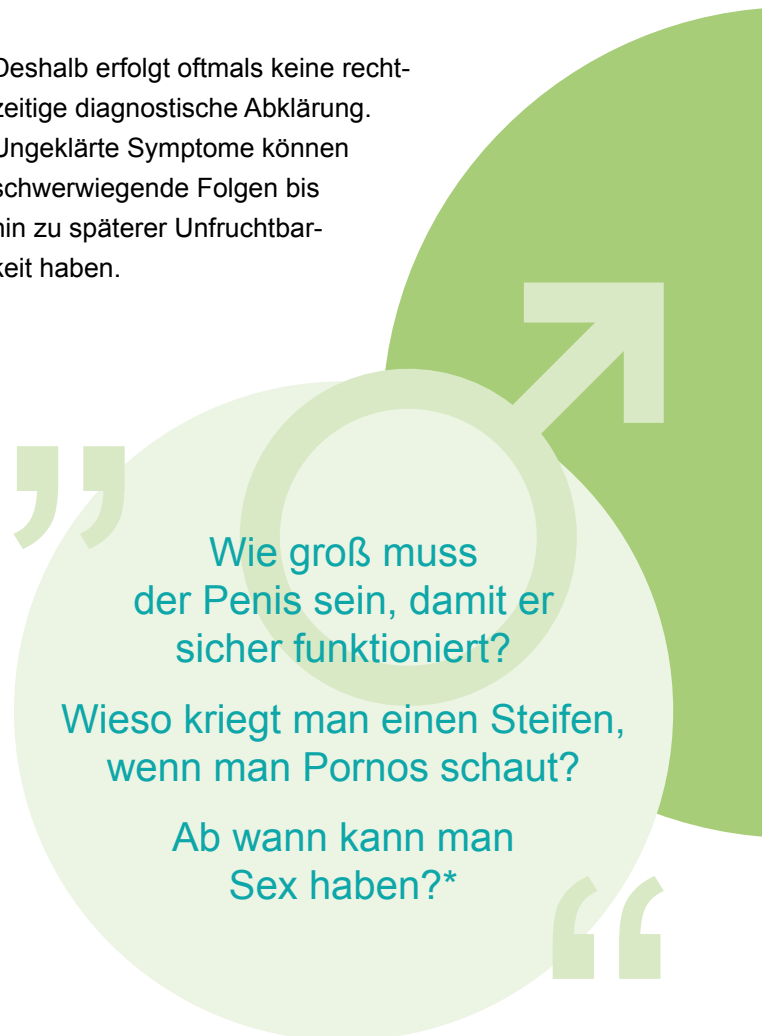 Deshalb erfolgt oftmals keine recht-
zeitige diagnostische Abklärung.
Ungeklärte Symptome können
schwerwiegende Folgen bis
hin zu späterer Unfruchtbar-
keit haben.
„
Wie groß muss
der Penis sein, damit er
sicher funktioniert?
Wieso kriegt man einen Steifen,
wenn man Pornos schaut?
Ab wann kann man
Sex haben?*
“